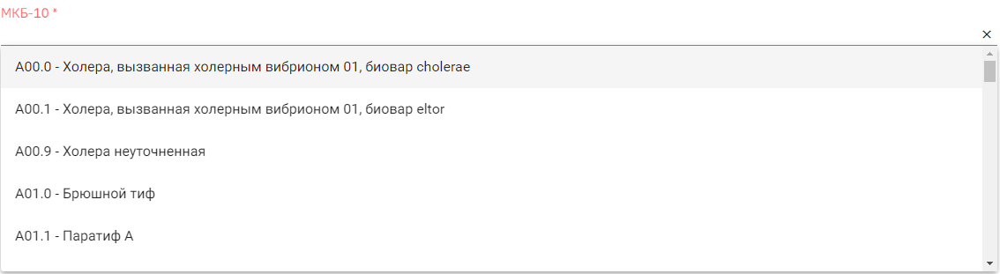 МКБ-10 *
A00.0 - Холера, вызванная холерным вибрионом 01, биовар cholerae
A00.1 - Холера, вызванная холерным вибрионом 01, биовар eltor
A00.9 - Холера неуточненная
A01.0 - Брюшной тиф
A01.1 - Паратиф A